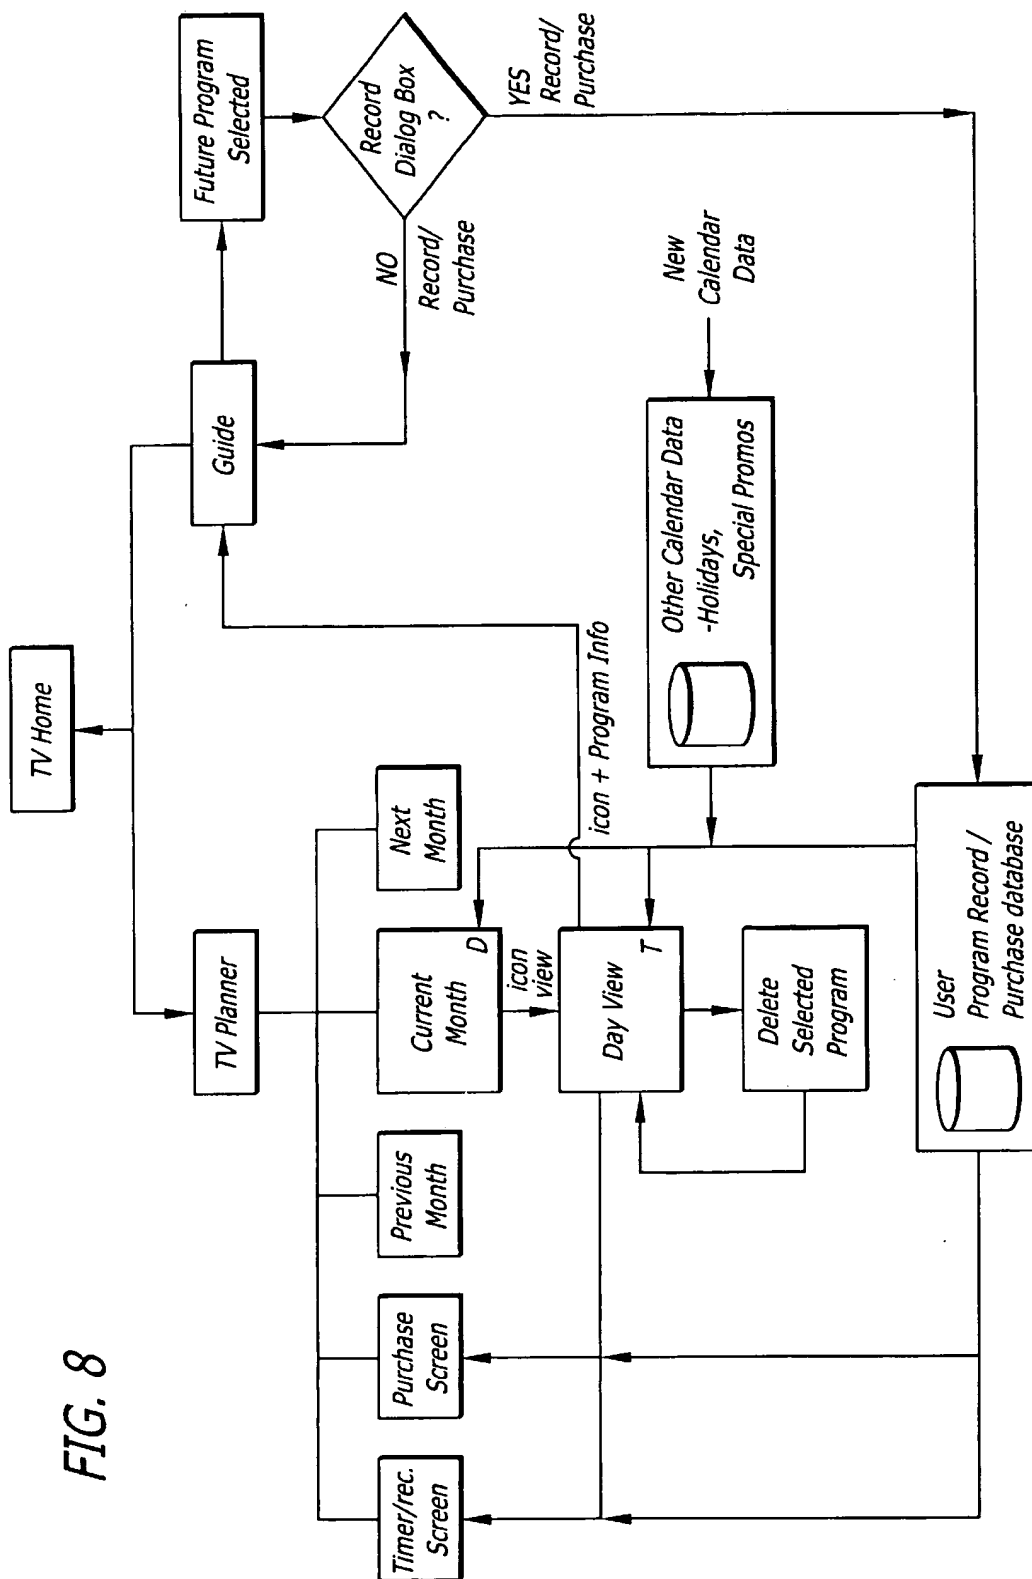 FIG. 8
TV Home
TV Planner
Guide
Future Program
Selected
Record
Dialog Box
?
NO
Record/
Purchase
YES
Record/
Purchase
Timer/rec.
Screen
Purchase
Screen
Previous
Month
Current
Month
D
Next
Month
icon
view
Day View
T
icon + Program Info
Delete
Selected
Program
Other Calendar Data
-Holidays,
Special Promos
New
Calendar
Data
User
Program Record /
Purchase database